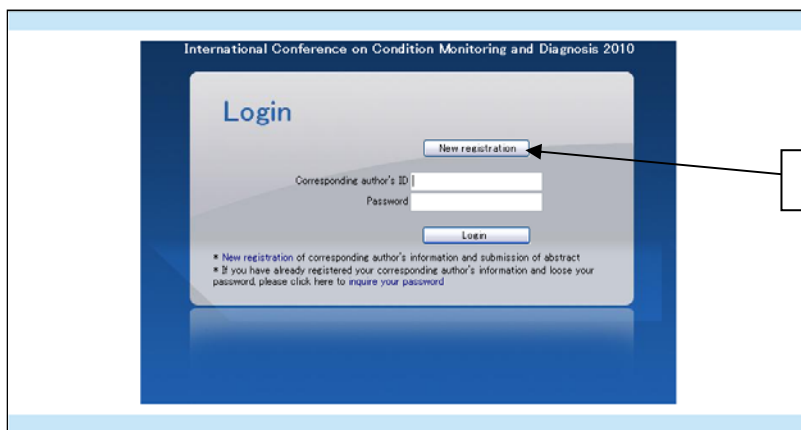 International Conference on Condition Monitoring and Diagnosis 2010
Login
New registration
Corresponding author's ID
Password
Login
* New registration of corresponding author's information and submission of abstract
* If you have already registered your corresponding author's information and loose your
password, please click here to inquire your password